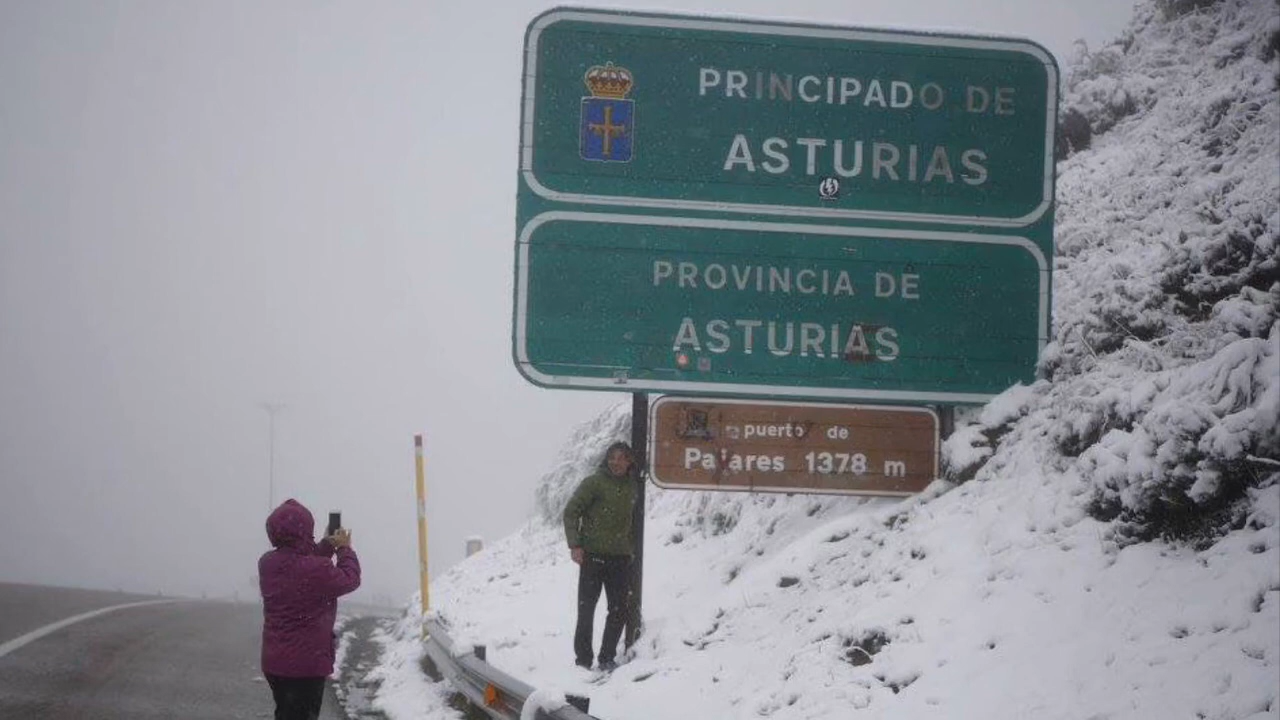 PRINCIPADO DE
ASTURIAS
PROVINCIA DE
ASTURIAS
puerto de
Pajares 1378 m